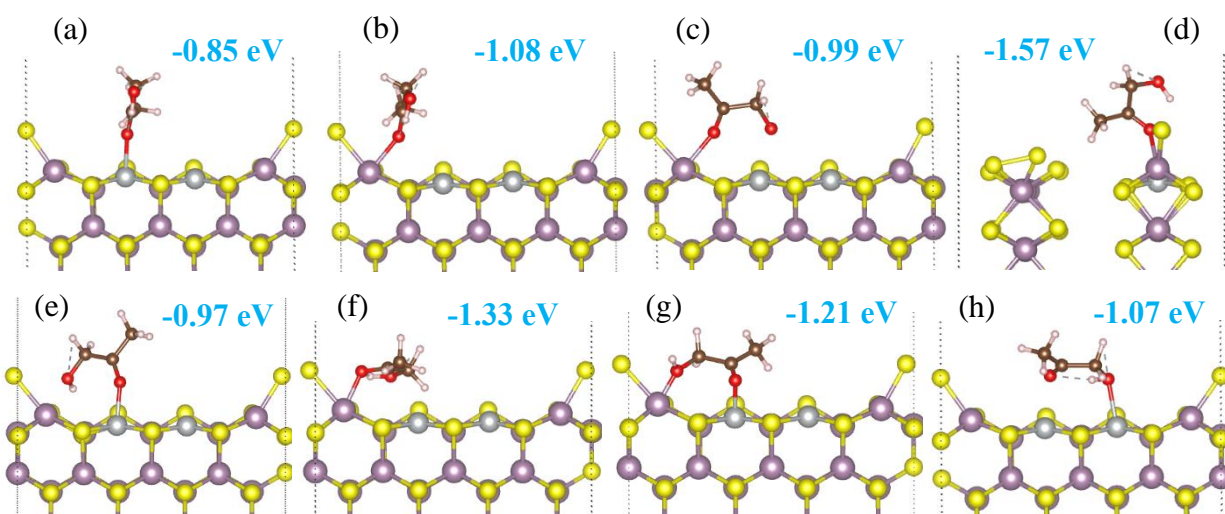 (a)
-0.85 eV
(b)
-1.08 eV
(c)
-0.99 eV
-1.57 eV
(d)
(e)
-0.97 eV
(f)
-1.33 eV
(g)
-1.21 eV
(h)
-1.07 eV